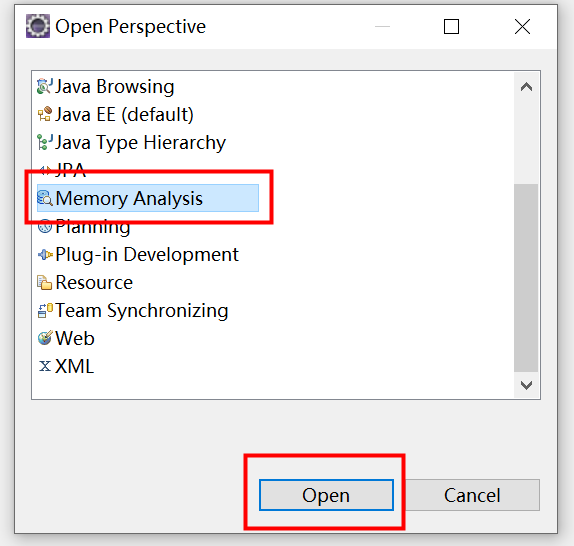 Open Perspective
Java Browsing
Java EE (default)
Java Type Hierarchy
JPA
Memory Analysis
Planning
Plug-in Development
Resource
Team Synchronizing
Web
XML
Open
Cancel